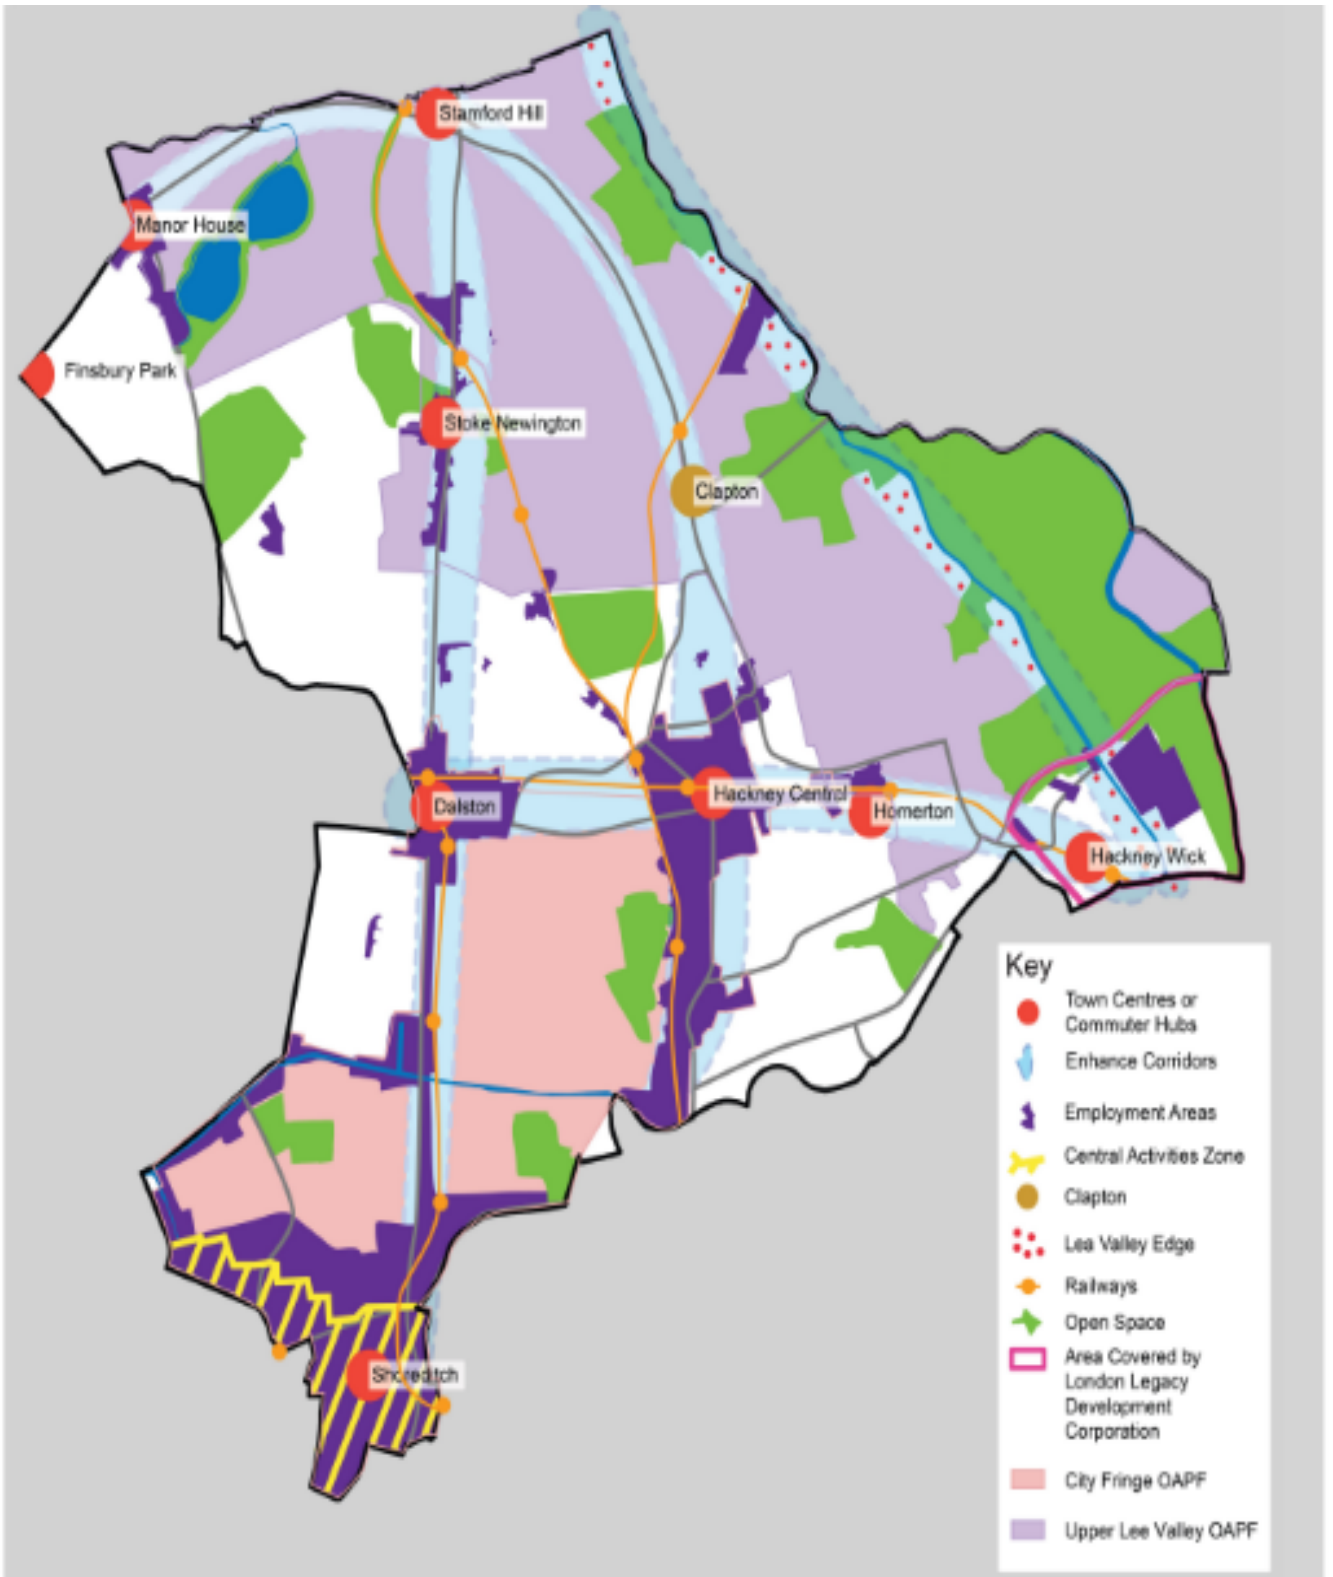 Stamford Hill
Manor House
Finsbury Park
Stoke Newington
Clapton
Hackney Central
Dalston
Homerton
Hackney Wick
Shoreditch
Key
Town Centres or
Commuter Hubs
Enhance Corridors
Employment Areas
Central Activities Zone
Clapton
Lea Valley Edge
Railways
Open Space
Area Covered by
London Legacy
Development
Corporation
City Fringe OAPF
Upper Lee Valley OAPF